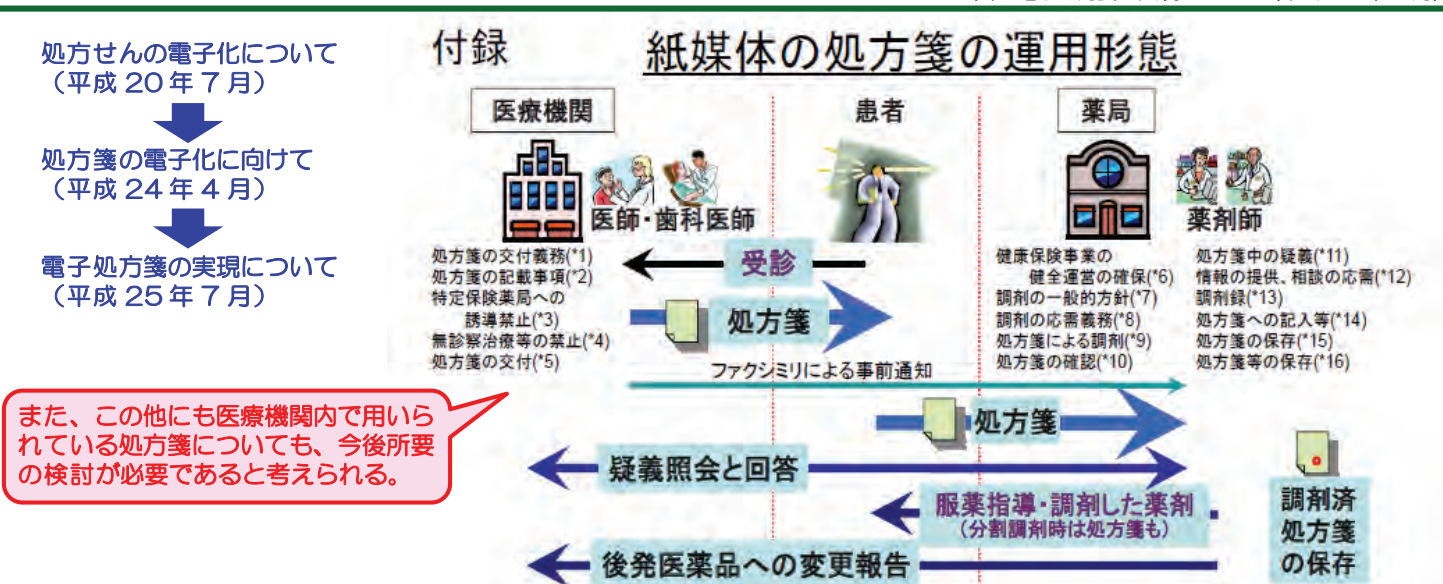 処方せんの電子化について
（平成 20 年 7 月）
処方箋の電子化に向けて
（平成 24 年 4 月）
電子処方箋の実現について
（平成 25 年 7 月）
付録
紙媒体の処方箋の運用形態
医療機関
患者
薬局
医師・歯科医師
薬剤師
処方箋の交付義務(*1)
処方箋の記載事項(*2)
特定保険薬局への
誘導禁止(*3)
無診察治療等の禁止(*4)
処方箋の交付(*5)
受診
処方箋
健康保険事業の
健全運営の確保(*6)
調剤の一般的方針(*7)
調剤の応需義務(*8)
処方箋による調剤(*9)
処方箋の確認(*10)
処方箋中の疑義(*11)
情報の提供、相談の応需(*12)
調剤録(*13)
処方箋への記入等(*14)
処方箋の保存(*15)
処方箋等の保存(*16)
ファクシミリによる事前通知
また、この他にも医療機関内で用いら
れている処方箋についても、今後所要
の検討が必要であると考えられる。
処方箋
疑義照会と回答
服薬指導・調剤した薬剤
（分割調剤時は処方箋も）
後発医薬品への変更報告
調剤済
処方箋
の保存